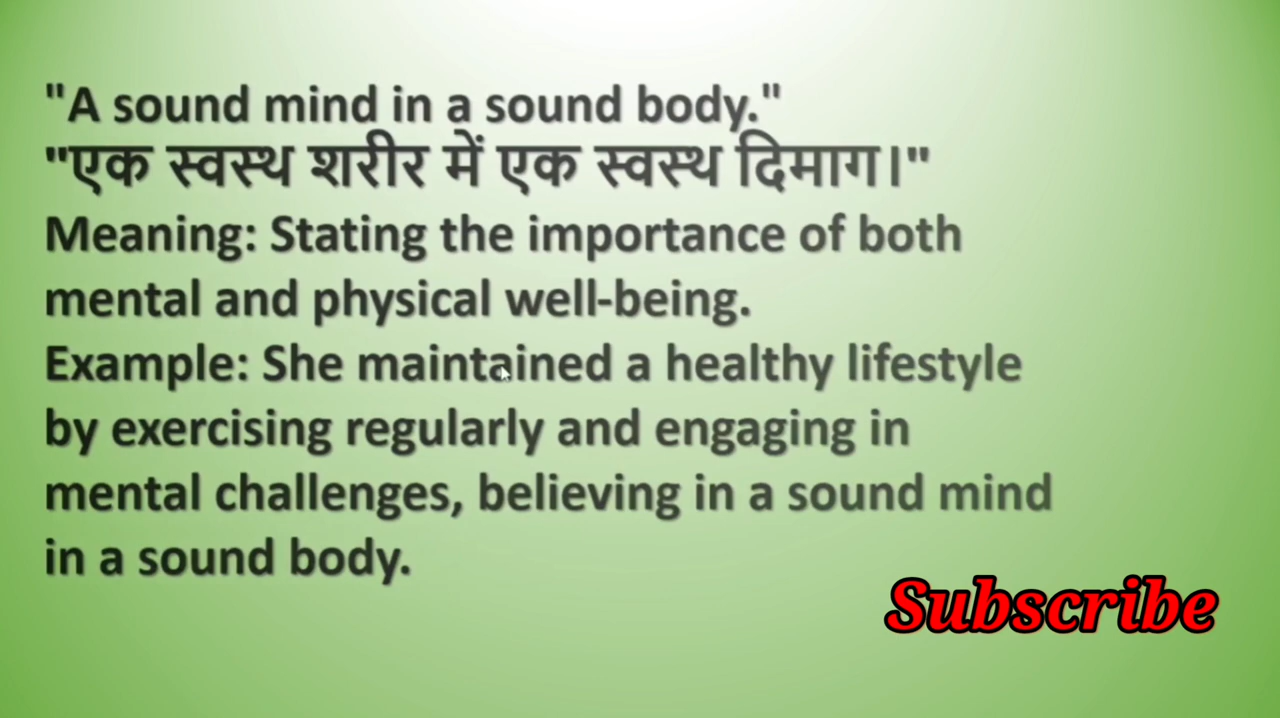 "A sound mind in a sound body."
"एक स्वस्थ शरीर में एक स्वस्थ दिमाग।"
Meaning: Stating the importance of both
mental and physical well-being.
Example: She maintained a healthy lifestyle
by exercising regularly and engaging in
mental challenges, believing in a sound mind
in a sound body.
Subscribe